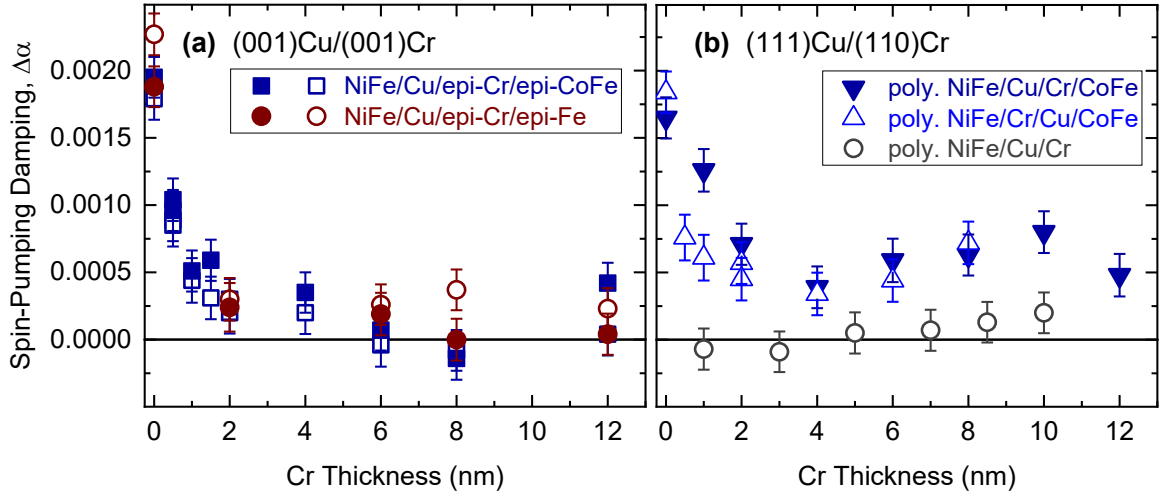 (a) (001)Cu/(001)Cr
NiFe/Cu/epi-Cr/epi-CoFe
NiFe/Cu/epi-Cr/epi-Fe
(b) (111)Cu/(110)Cr
poly. NiFe/Cu/Cr/CoFe
poly. NiFe/Cr/Cu/CoFe
poly. NiFe/Cu/Cr
Spin-Pumping Damping, Δα
0.0020
0.0015
0.0010
0.0005
0.0000
0 2 4 6 8 10 12
0 2 4 6 8 10 12
Cr Thickness (nm)
Cr Thickness (nm)